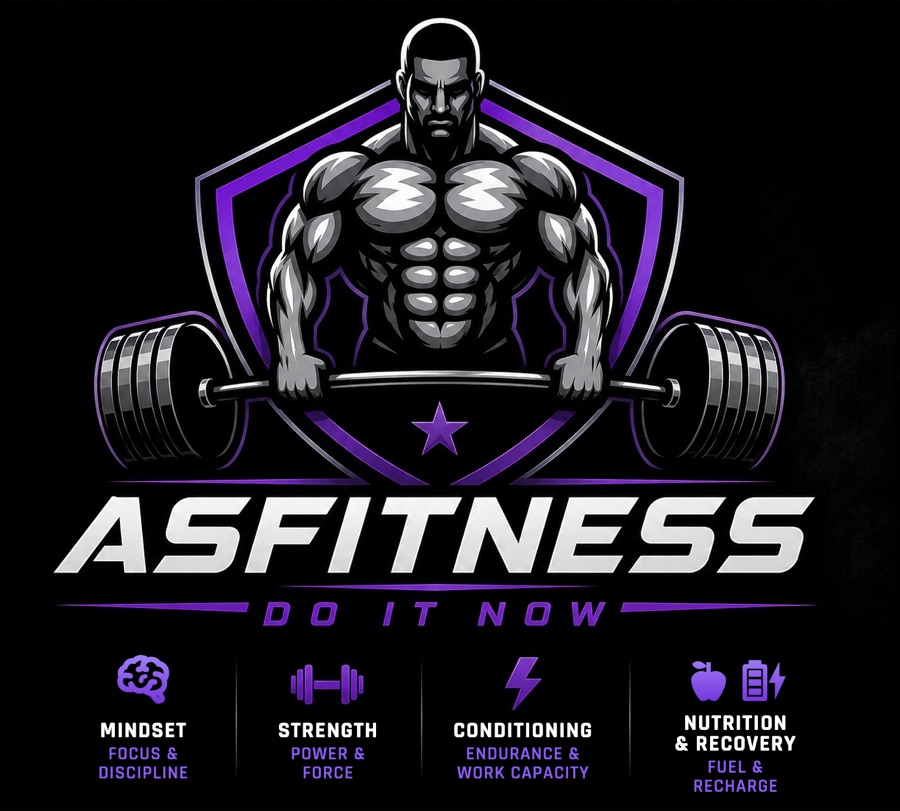 ASFITNESS
DO IT NOW
MINDSET
FOCUS &
DISCIPLINE
STRENGTH
POWER &
FORCE
CONDITIONING
ENDURANCE &
WORK CAPACITY
NUTRITION
& RECOVERY
FUEL &
RECHARGE